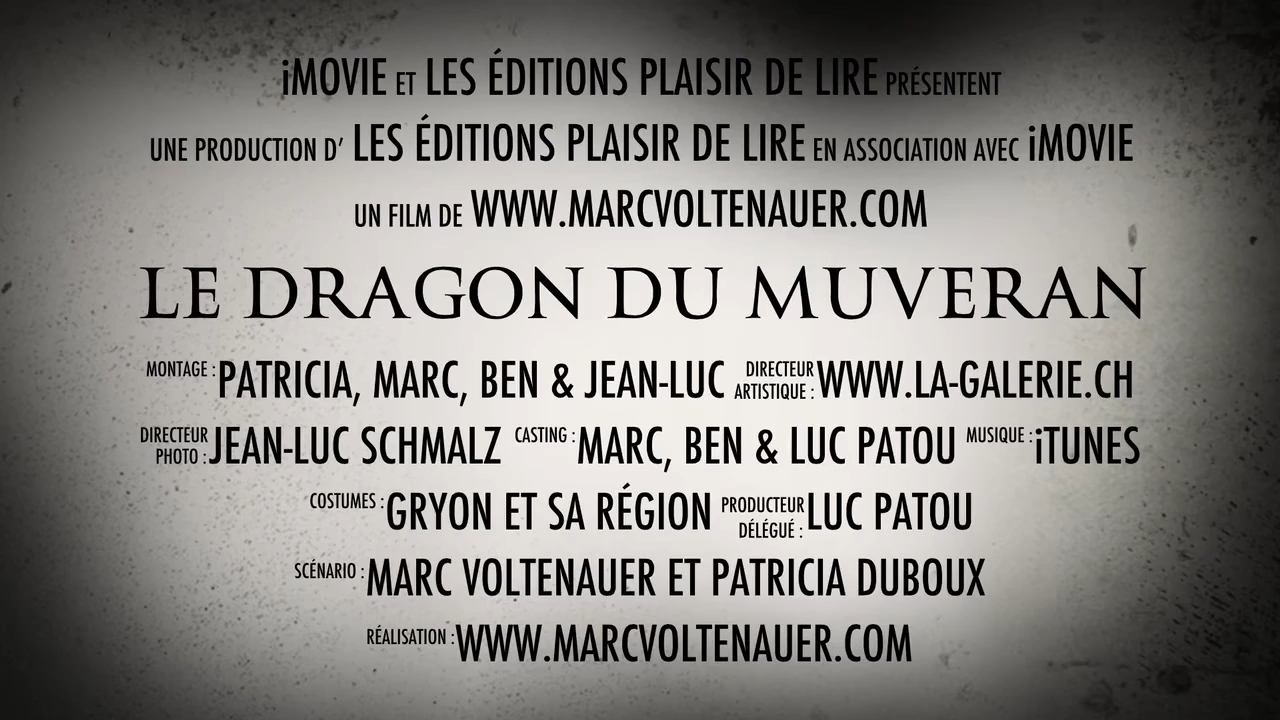 iMOVIE ET LES ÉDITIONS PLAISIR DE LIRE PRÉSENTENT
UNE PRODUCTION D' LES ÉDITIONS PLAISIR DE LIRE EN ASSOCIATION AVEC iMOVIE
UN FILM DE WWW.MARCVOLTENAUER.COM
LE DRAGON DU MUVERAN
MONTAGE : PATRICIA, MARC, BEN & JEAN-LUC DIRECTEUR ARTISTIQUE : WWW.LA-GALERIE.CH
DIRECTEUR PHOTO : JEAN-LUC SCHMALZ CASTING : MARC, BEN & LUC PATOU MUSIQUE : iTUNES
COSTUMES : GRYON ET SA RÉGION PRODUCTEUR DÉLÉGUÉ : LUC PATOU
SCÉNARIO : MARC VOLTENAUER ET PATRICIA DUBOUX
RÉALISATION : WWW.MARCVOLTENAUER.COM